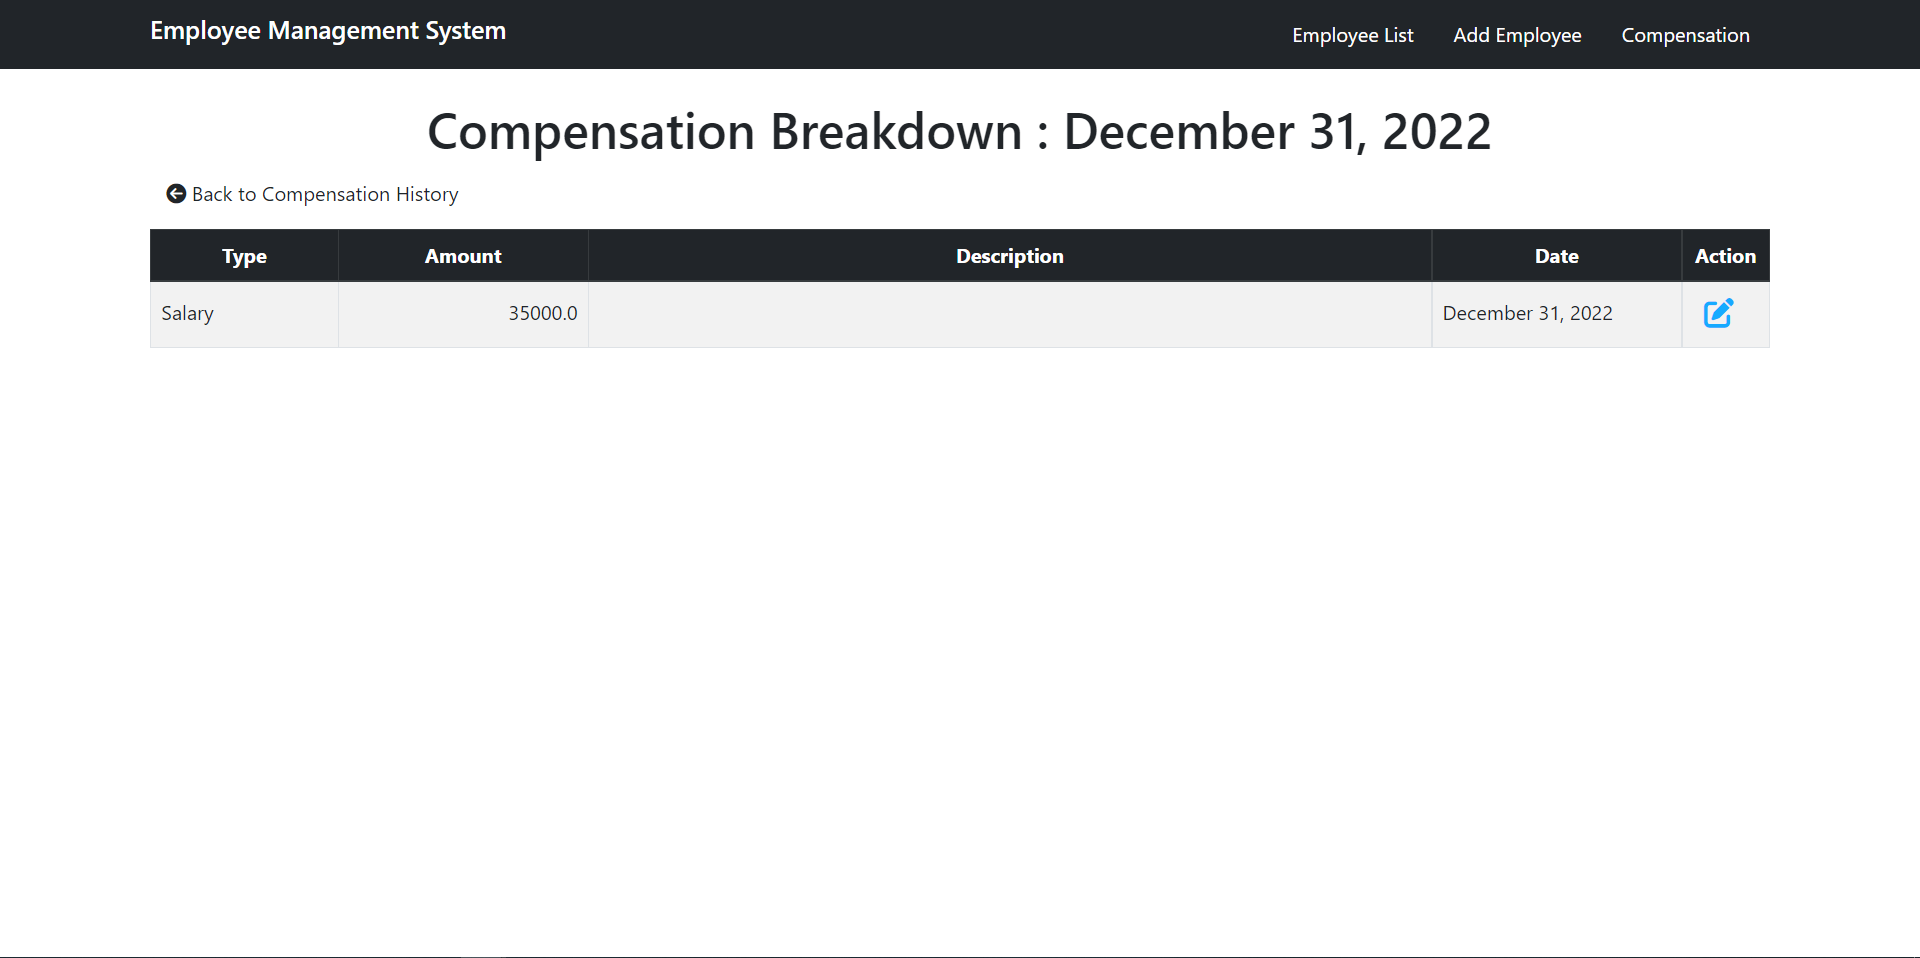 Employee Management System
Employee List Add Employee Compensation
Compensation Breakdown : December 31, 2022
Back to Compensation History
Type Amount Description Date Action
Salary 35000.0 December 31, 2022